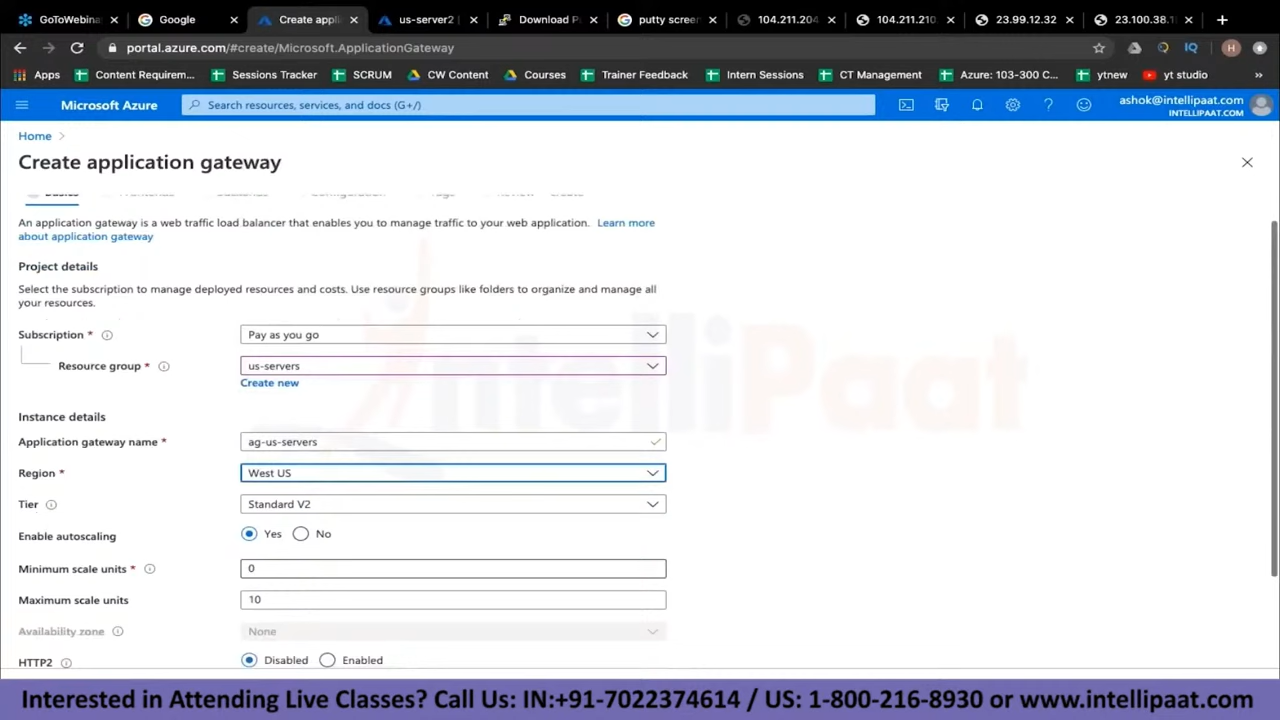 GoToWebina
Google
Create appli
us-server2
Download P
putty scree
104.211.204
104.211.210
23.99.12.32
23.100.38.1
portal.azure.com/#create/Microsoft.ApplicationGateway
H
Apps
Content Requirem...
Sessions Tracker
SCRUM
CW Content
Courses
Trainer Feedback
Intern Sessions
CT Management
Azure: 103-300 C...
ytnew
yt studio
»
Microsoft Azure
Search resources, services, and docs (G+/)
ashok@intellipaat.com
INTELLIPAAT.COM
Home
Create application gateway
Basics
An application gateway is a web traffic load balancer that enables you to manage traffic to your web application. Learn more
about application gateway
Project details
Select the subscription to manage deployed resources and costs. Use resource groups like folders to organize and manage all
your resources.
Subscription *
Pay as you go
Resource group *
us-servers
Create new
Instance details
Application gateway name *
ag-us-servers
Region *
West US
Tier
Standard V2
Enable autoscaling
Yes
No
Minimum scale units *
0
Maximum scale units
10
Availability zone
None
HTTP2
Disabled
Enabled
IntelliPaat
Interested in Attending Live Classes? Call Us: IN:+91-7022374614 / US: 1-800-216-8930 or www.intellipaat.com